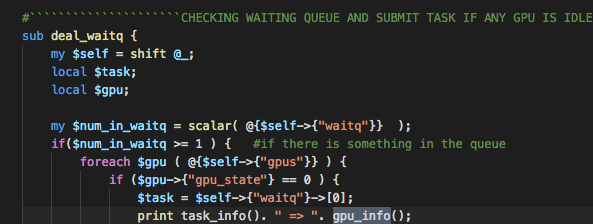 #`````````````````````CHECKING WAITING QUEUE AND SUBMIT TASK IF ANY GPU IS IDLE
sub deal_waitq {
my $self = shift @_;
local $task;
local $gpu;
my $num_in_waitq = scalar( @{$self->{"waitq"}}  );
if($num_in_waitq >= 1 ) {   #if there is something in the queue
foreach $gpu ( @{$self->{"gpus"}} ) {
if ($gpu->{"gpu_state"} == 0 ) {
$task = $self->{"waitq"}->[0];
print task_info(). " => ". gpu_info();